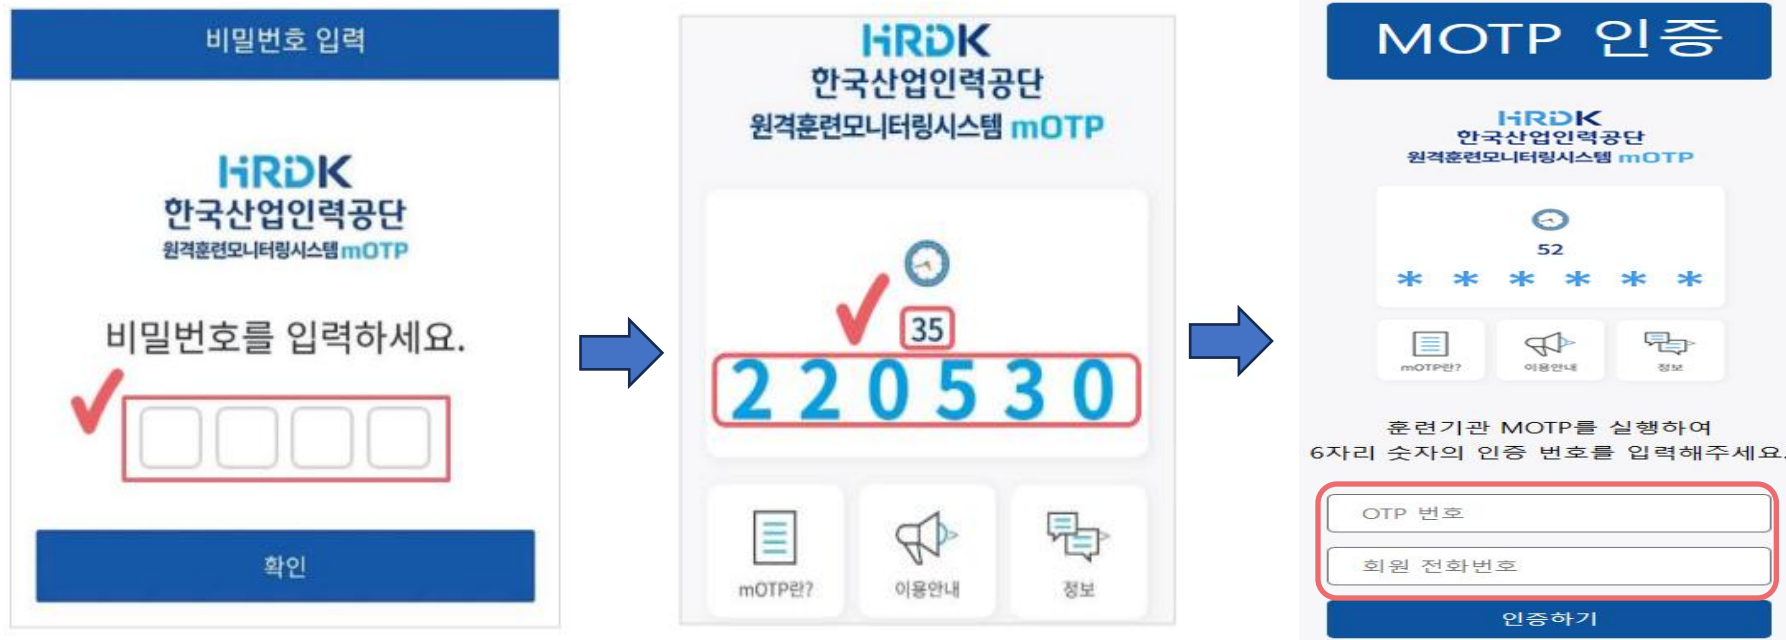 비밀번호 입력
HRDK
한국산업인력공단
원격훈련모니터링시스템 mOTP
비밀번호를 입력하세요.
확인
HRDK
한국산업인력공단
원격훈련모니터링시스템 mOTP
35
220530
mOTP란?
이용안내
정보
MOTP 인증
HRDK
한국산업인력공단
원격훈련모니터링시스템 mOTP
52
* * * * * *
mOTP란?
이용안내
정보
훈련기관 MOTP를 실행하여
6자리 숫자의 인증 번호를 입력해주세요.
OTP 번호
회원 전화번호
인증하기